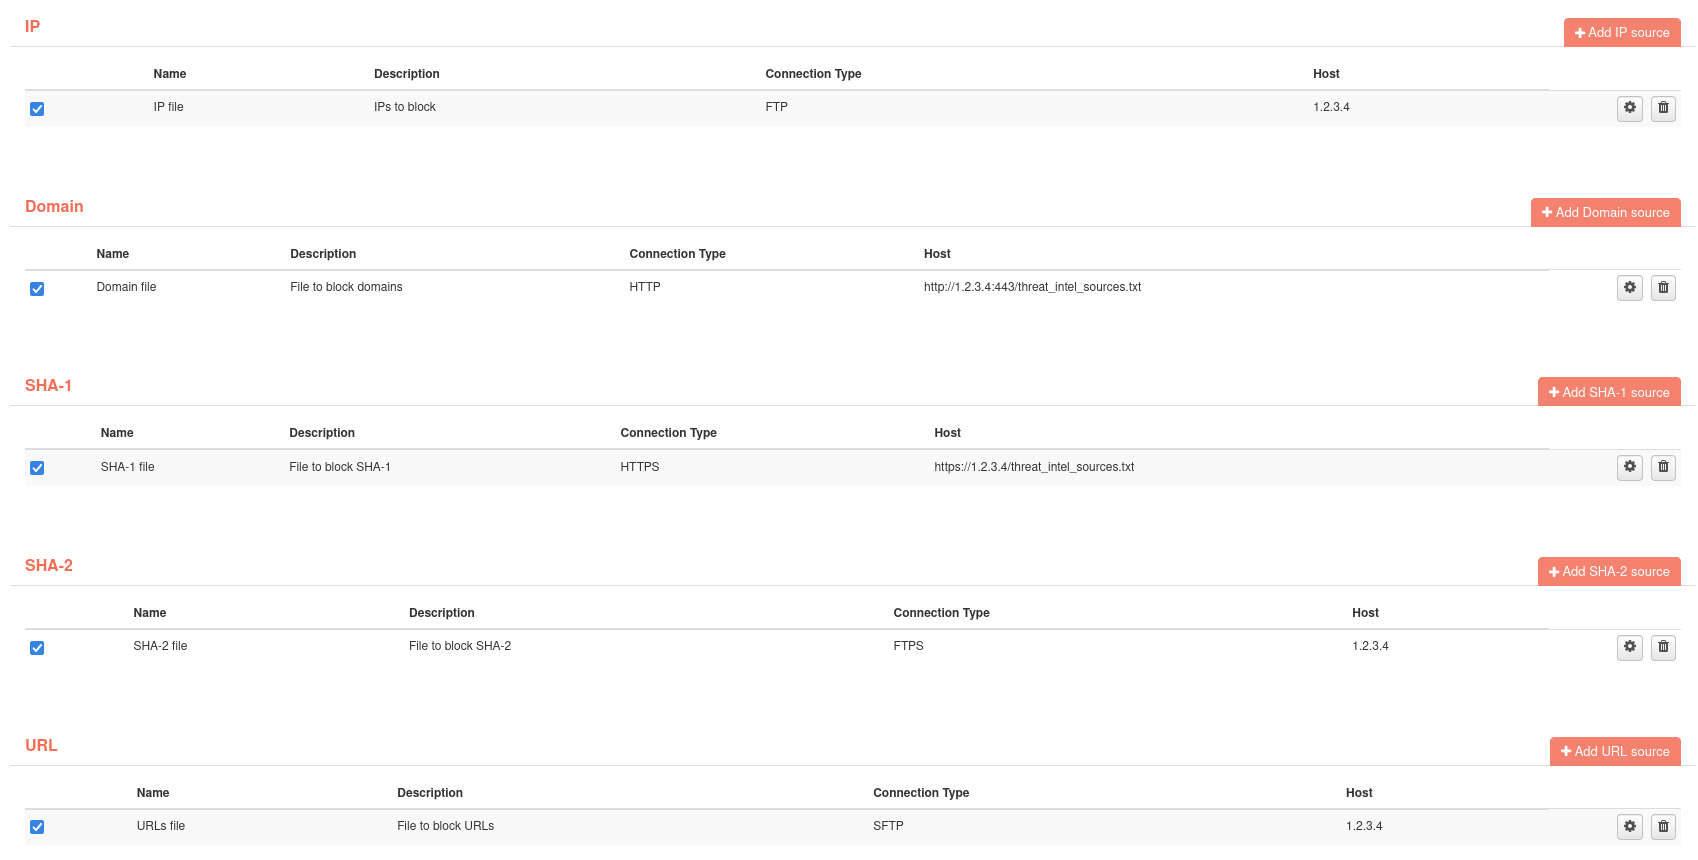 IP
Add IP source
Name Description Connection Type Host
IP file IPs to block FTP 1.2.3.4
Domain
Add Domain source
Name Description Connection Type Host
Domain file File to block domains HTTP http://1.2.3.4:443/threat_intel_sources.txt
SHA-1
Add SHA-1 source
Name Description Connection Type Host
SHA-1 file File to block SHA-1 HTTPS https://1.2.3.4/threat_intel_sources.txt
SHA-2
Add SHA-2 source
Name Description Connection Type Host
SHA-2 file File to block SHA-2 FTPS 1.2.3.4
URL
Add URL source
Name Description Connection Type Host
URLs file File to block URLs SFTP 1.2.3.4